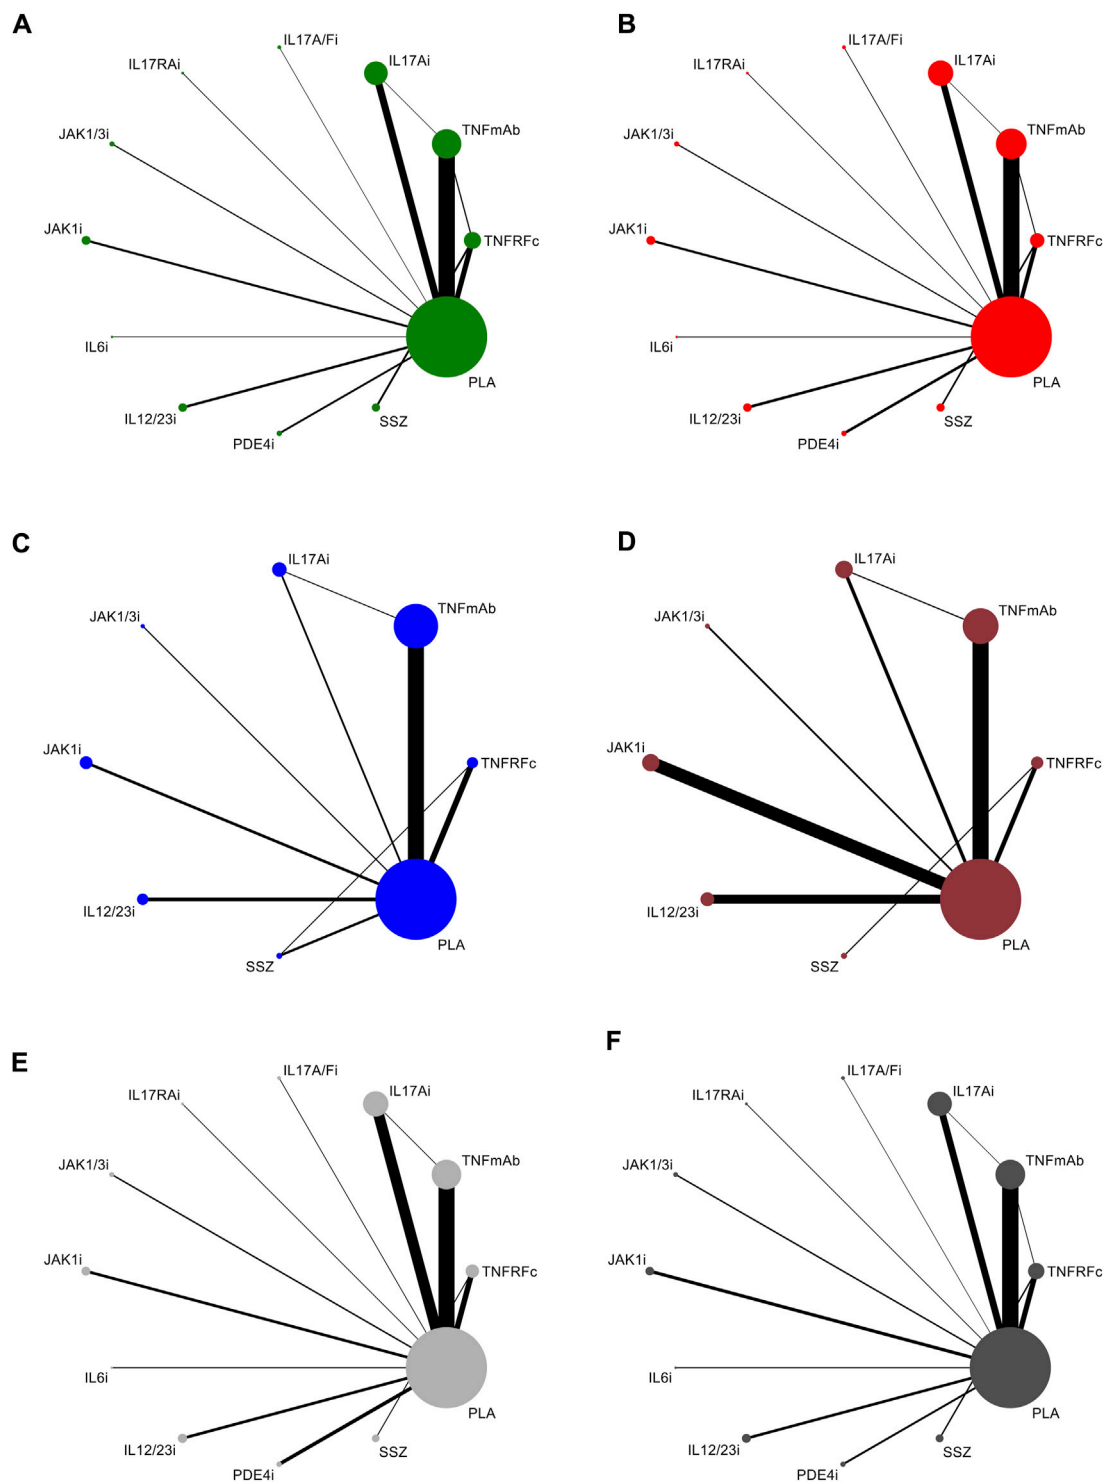 A
IL17A/Fi
IL17RAi
IL17Ai
TNFmAb
JAK1/3i
JAK1i
TNFRFc
IL6i
PLA
IL12/23i
SSZ
PDE4i
B
IL17A/Fi
IL17RAi
IL17Ai
TNFmAb
JAK1/3i
JAK1i
TNFRFc
IL6i
PLA
IL12/23i
SSZ
PDE4i
C
IL17Ai
TNFmAb
JAK1/3i
JAK1i
TNFRFc
IL12/23i
PLA
SSZ
D
IL17Ai
TNFmAb
JAK1/3i
JAK1i
TNFRFc
IL12/23i
PLA
SSZ
E
IL17A/Fi
IL17RAi
IL17Ai
TNFmAb
JAK1/3i
JAK1i
TNFRFc
IL6i
PLA
IL12/23i
SSZ
PDE4i
F
IL17A/Fi
IL17RAi
IL17Ai
TNFmAb
JAK1/3i
JAK1i
TNFRFc
IL6i
PLA
IL12/23i
SSZ
PDE4i